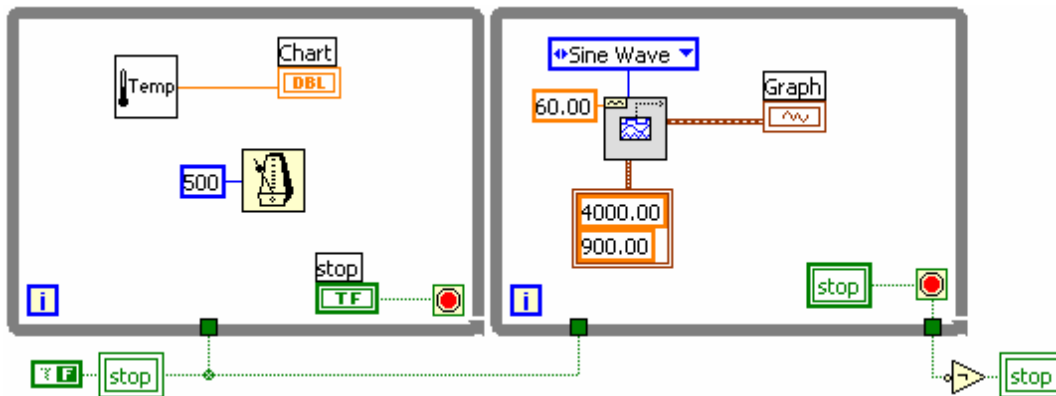 Chart
Temp
DBL
500
stop
TF
i
Sine Wave
60.00
Graph
4000.00
900.00
stop
i
F
stop
stop